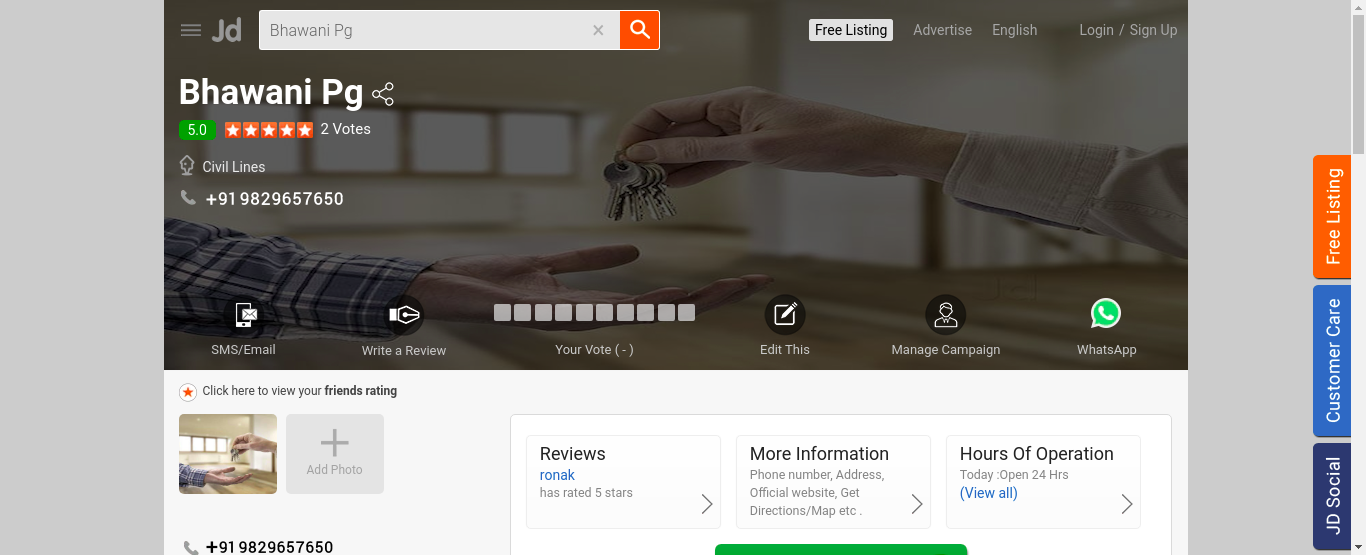 Jd
Bhawani Pg
Free Listing
Advertise
English
Login / Sign Up
Bhawani Pg
5.0
2 Votes
Civil Lines
+91 9829657650
SMS/Email
Write a Review
Your Vote ( - )
Edit This
Manage Campaign
WhatsApp
Click here to view your friends rating
Add Photo
Reviews
ronak
has rated 5 stars
More Information
Phone number, Address,
Official website, Get
Directions/Map etc .
Hours Of Operation
Today :Open 24 Hrs
(View all)
+91 9829657650
Free Listing
Customer Care
JD Social